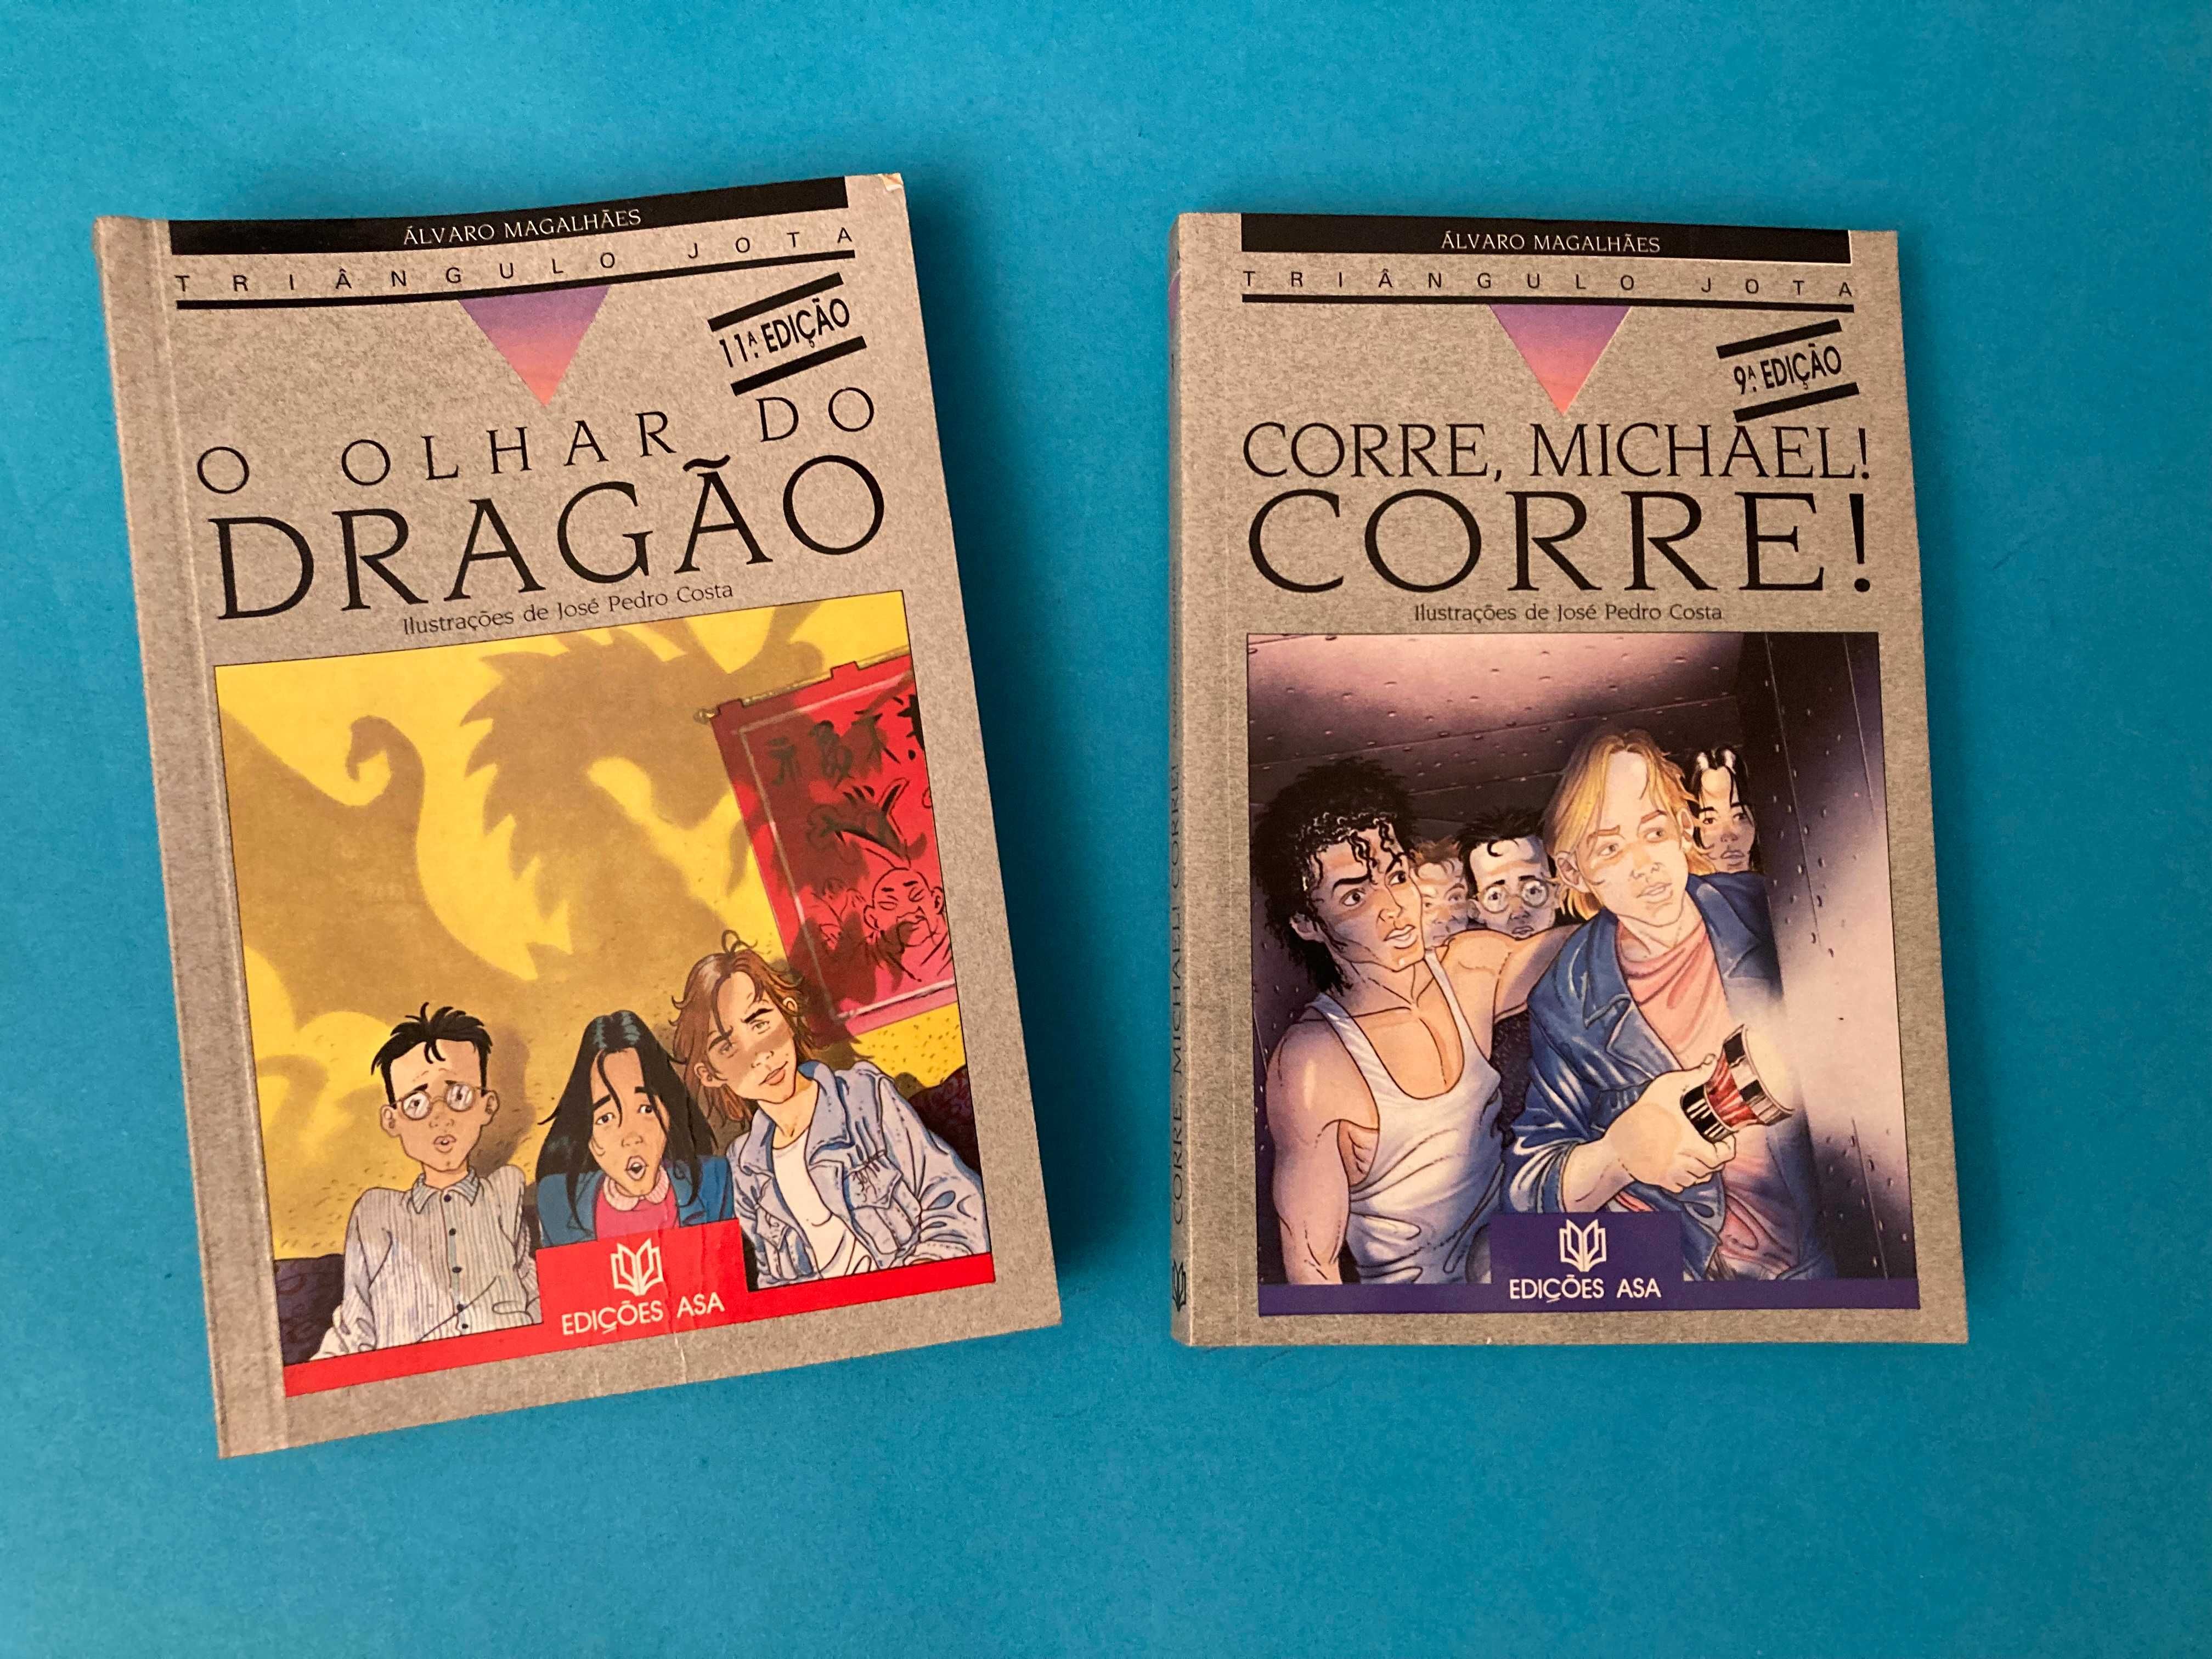 ÁLVARO MAGALHÃES
TRIÂNGULO JOTA
11ª. EDIÇÃO
O OLHAR DO
DRAGÃO
Ilustrações de José Pedro Costa
EDIÇÕES ASA
ÁLVARO MAGALHÃES
TRIÂNGULO JOTA
9ª. EDIÇÃO
CORRE, MICHAEL!
CORRE!
Ilustrações de José Pedro Costa
EDIÇÕES ASA
CORRE, MICHAEL! CORRE!